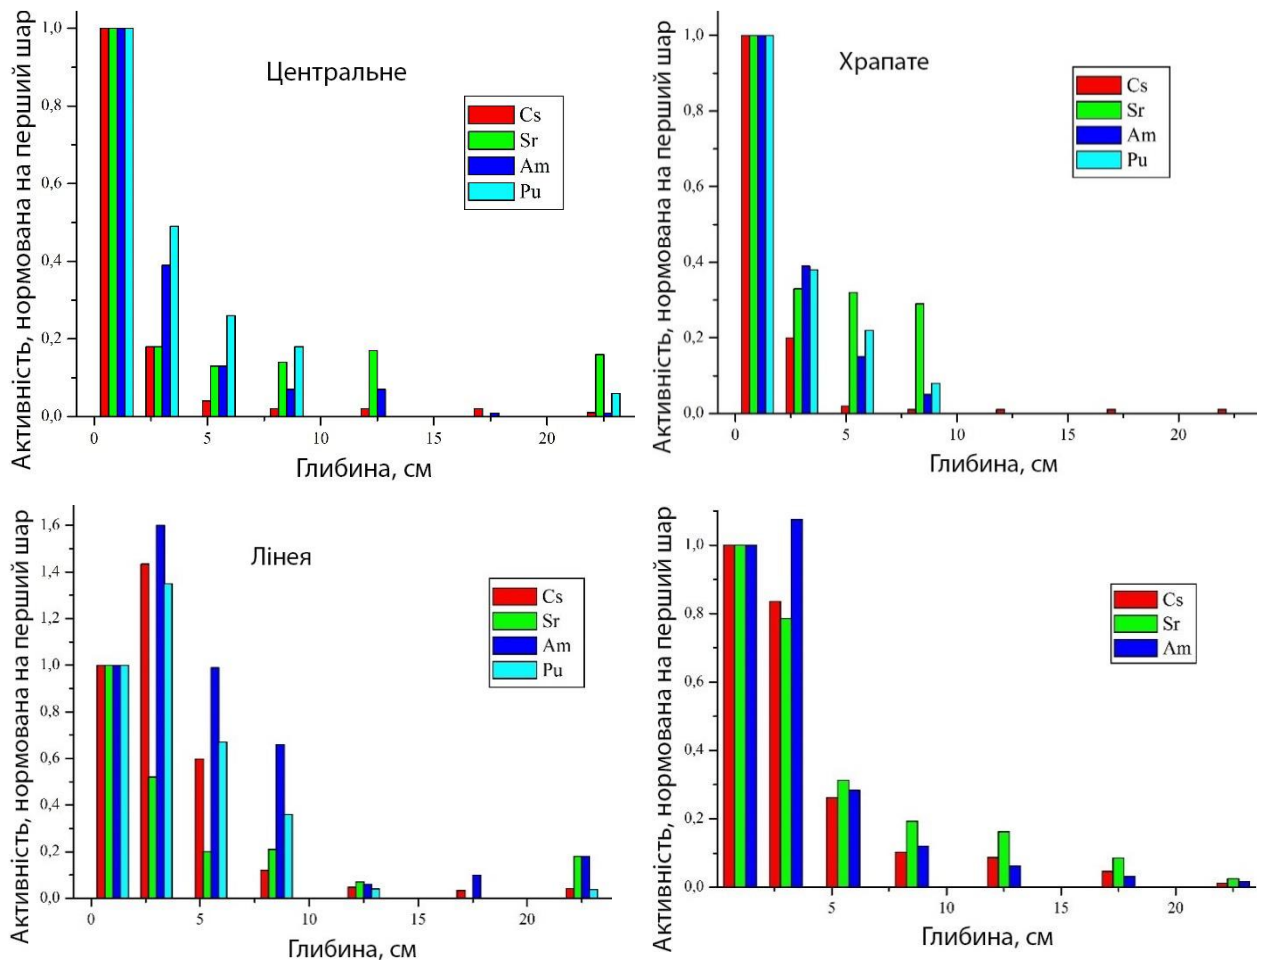 Активність, нормована на перший шар
1,0
0,8
0,6
0,4
0,2
0,0
Центральне
Cs
Sr
Am
Pu
0
5
10
15
20
Глибина, см
Активність, нормована на перший шар
1,0
0,8
0,6
0,4
0,2
0,0
Храпате
Cs
Sr
Am
Pu
0
5
10
15
20
Глибина, см
Активність, нормована на перший шар
1,6
1,4
1,2
1,0
0,8
0,6
0,4
0,2
0,0
Лінея
Cs
Sr
Am
Pu
0
5
10
15
20
Глибина, см
Активність, нормована на перший шар
1,0
0,8
0,6
0,4
0,2
0,0
Cs
Sr
Am
5
10
15
20
Глибина, см